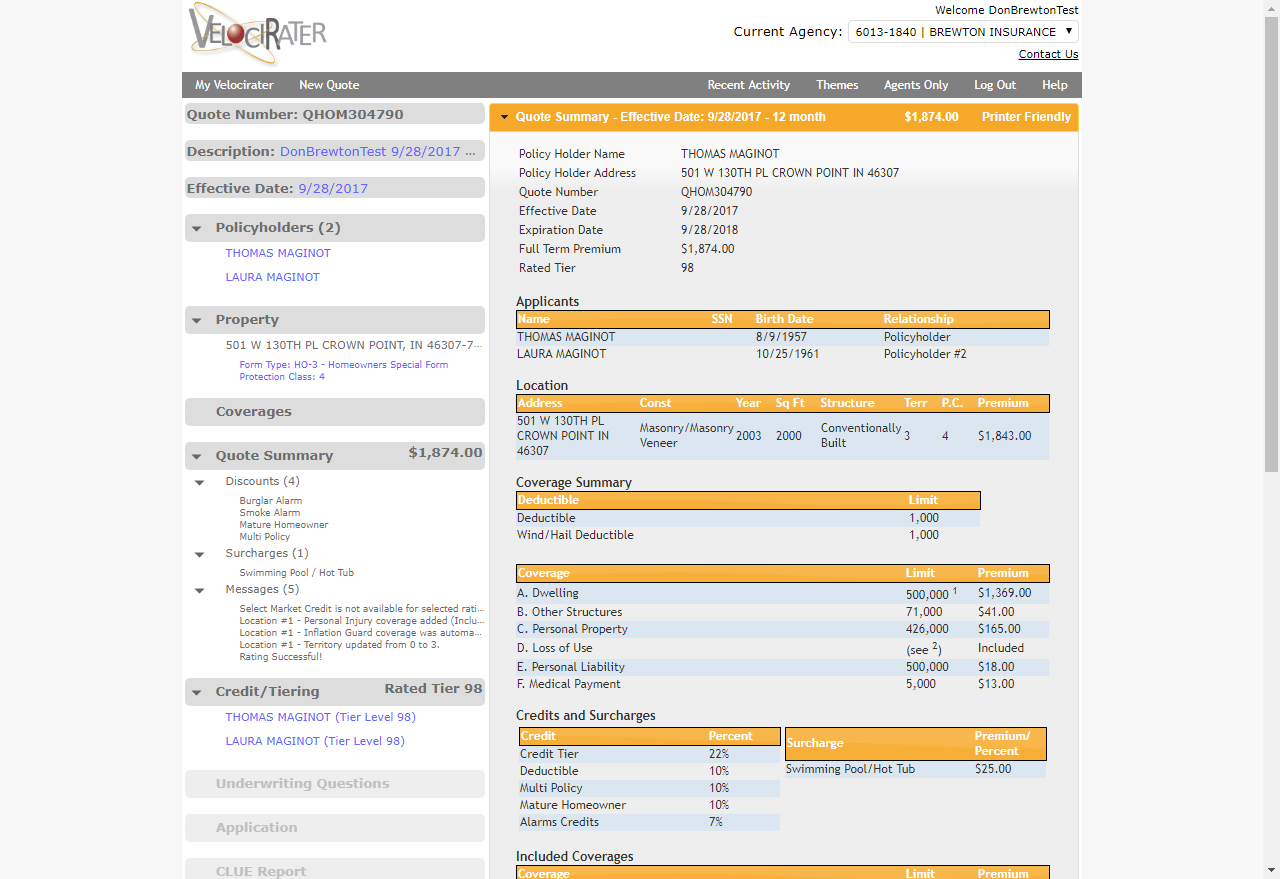 VELOCIRATER
Welcome DonBrewtonTest
Current Agency: 6013-1840 | BREWTON INSURANCE
Contact Us
My Velocirater New Quote Recent Activity Themes Agents Only Log Out Help
Quote Number: QHOM304790
Description: DonBrewtonTest 9/28/2017 ...
Effective Date: 9/28/2017
Policyholders (2)
THOMAS MAGINOT
LAURA MAGINOT
Property
501 W 130TH PL CROWN POINT, IN 46307-7...
Form Type: HO-3 - Homeowners Special Form
Protection Class: 4
Coverages
Quote Summary $1,874.00
Discounts (4)
Burglar Alarm
Smoke Alarm
Mature Homeowner
Multi Policy
Surcharges (1)
Swimming Pool / Hot Tub
Messages (5)
Select Market Credit is not available for selected rati...
Location #1 - Personal Injury coverage added (Inclu...
Location #1 - Inflation Guard coverage was automa...
Location #1 - Territory updated from 0 to 3.
Rating Successful!
Credit/Tiering Rated Tier 98
THOMAS MAGINOT (Tier Level 98)
LAURA MAGINOT (Tier Level 98)
Underwriting Questions
Application
CLUE Report
Quote Summary - Effective Date: 9/28/2017 - 12 month $1,874.00 Printer Friendly
Policy Holder Name THOMAS MAGINOT
Policy Holder Address 501 W 130TH PL CROWN POINT IN 46307
Quote Number QHOM304790
Effective Date 9/28/2017
Expiration Date 9/28/2018
Full Term Premium $1,874.00
Rated Tier 98
Applicants
Name SSN Birth Date Relationship
THOMAS MAGINOT 8/9/1957 Policyholder
LAURA MAGINOT 10/25/1961 Policyholder #2
Location
Address Const Year Sq Ft Structure Terr P.C. Premium
501 W 130TH PL
CROWN POINT IN
46307
Masonry/Masonry
Veneer
2003 2000
Conventionally
Built
3 4 $1,843.00
Coverage Summary
Deductible Limit
Deductible 1,000
Wind/Hail Deductible 1,000
Coverage Limit Premium
A. Dwelling 500,000 1 $1,369.00
B. Other Structures 71,000 $41.00
C. Personal Property 426,000 $165.00
D. Loss of Use (see 2) Included
E. Personal Liability 500,000 $18.00
F. Medical Payment 5,000 $13.00
Credits and Surcharges
Credit Percent
Credit Tier 22%
Deductible 10%
Multi Policy 10%
Mature Homeowner 10%
Alarms Credits 7%
Surcharge Premium/
Percent
Swimming Pool/Hot Tub $25.00
Included Coverages
Coverage Limit Premium